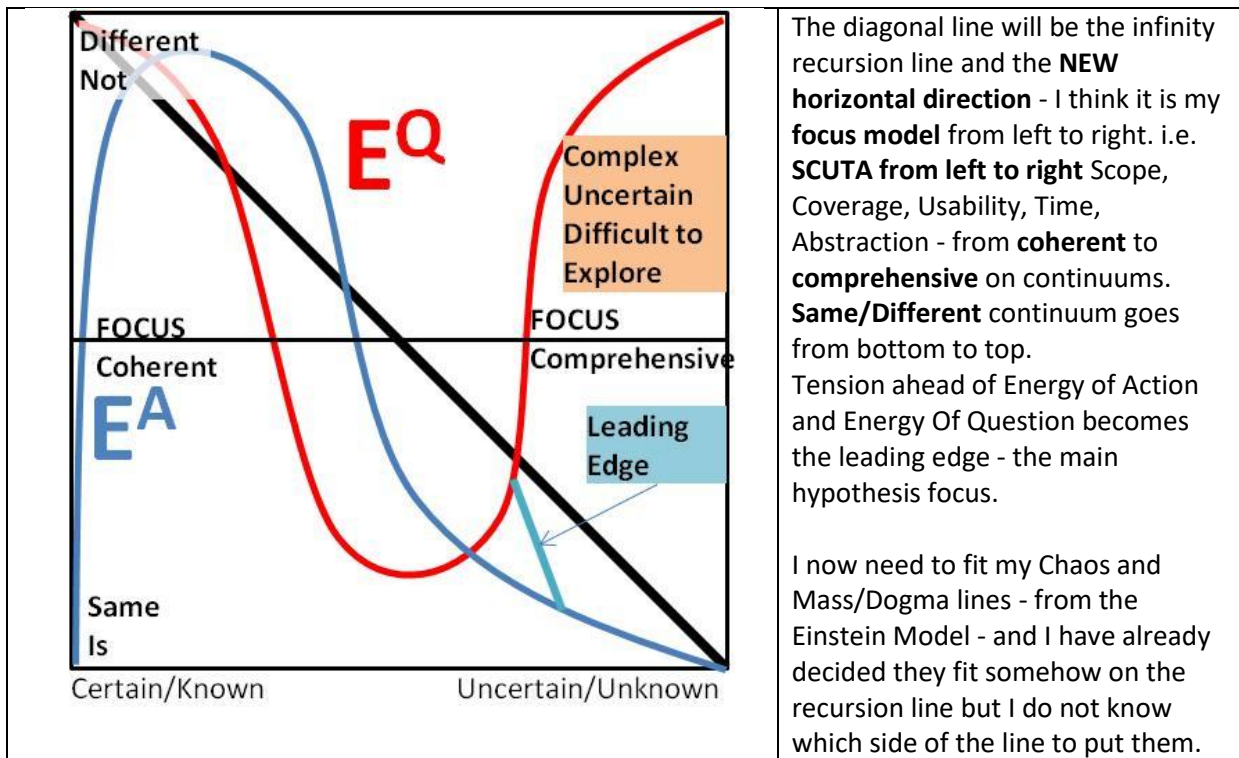 Different
Not
E^Q
Complex
Uncertain
Difficult to
Explore
FOCUS
Coherent
FOCUS
Comprehensive
E^A
Leading
Edge
Same
Is
Certain/Known
Uncertain/Unknown
The diagonal line will be the infinity
recursion line and the NEW
horizontal direction - I think it is my
focus model from left to right. i.e.
SCUTA from left to right Scope,
Coverage, Usability, Time,
Abstraction - from coherent to
comprehensive on continuums.
Same/Different continuum goes
from bottom to top.
Tension ahead of Energy of Action
and Energy Of Question becomes
the leading edge - the main
hypothesis focus.
I now need to fit my Chaos and
Mass/Dogma lines - from the
Einstein Model - and I have already
decided they fit somehow on the
recursion line but I do not know
which side of the line to put them.